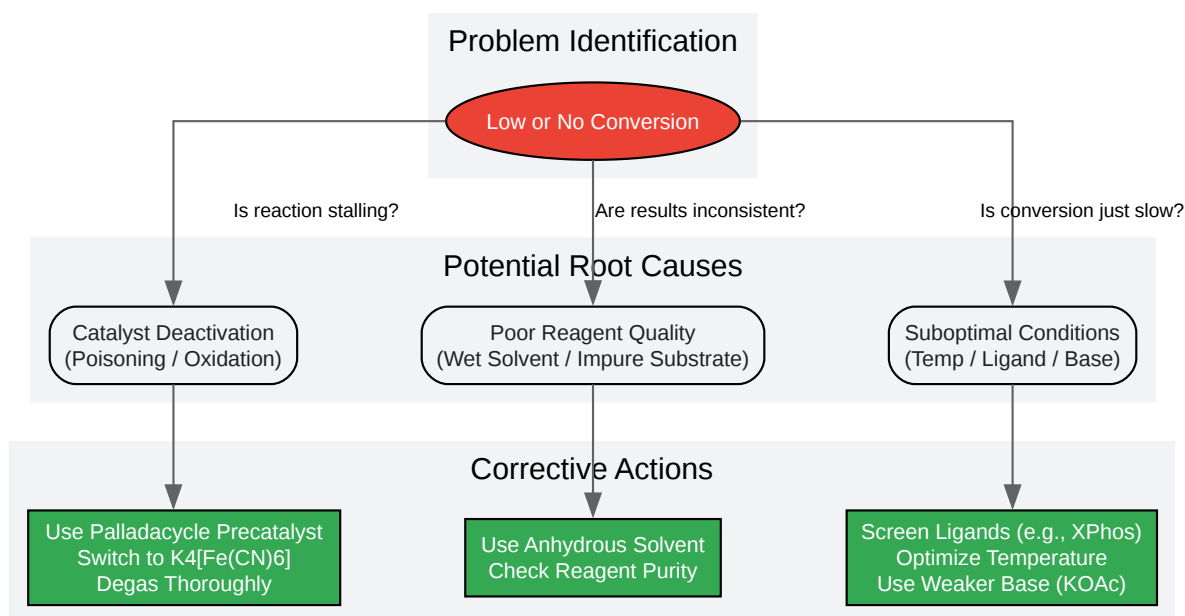 Problem Identification
Low or No Conversion
Is reaction stalling?
Are results inconsistent?
Is conversion just slow?
Potential Root Causes
Catalyst Deactivation
(Poisoning / Oxidation)
Poor Reagent Quality
(Wet Solvent / Impure Substrate)
Suboptimal Conditions
(Temp / Ligand / Base)
Corrective Actions
Use Palladacycle Precatalyst
Switch to K4[Fe(CN)6]
Degas Thoroughly
Use Anhydrous Solvent
Check Reagent Purity
Screen Ligands (e.g., XPhos)
Optimize Temperature
Use Weaker Base (KOAc)